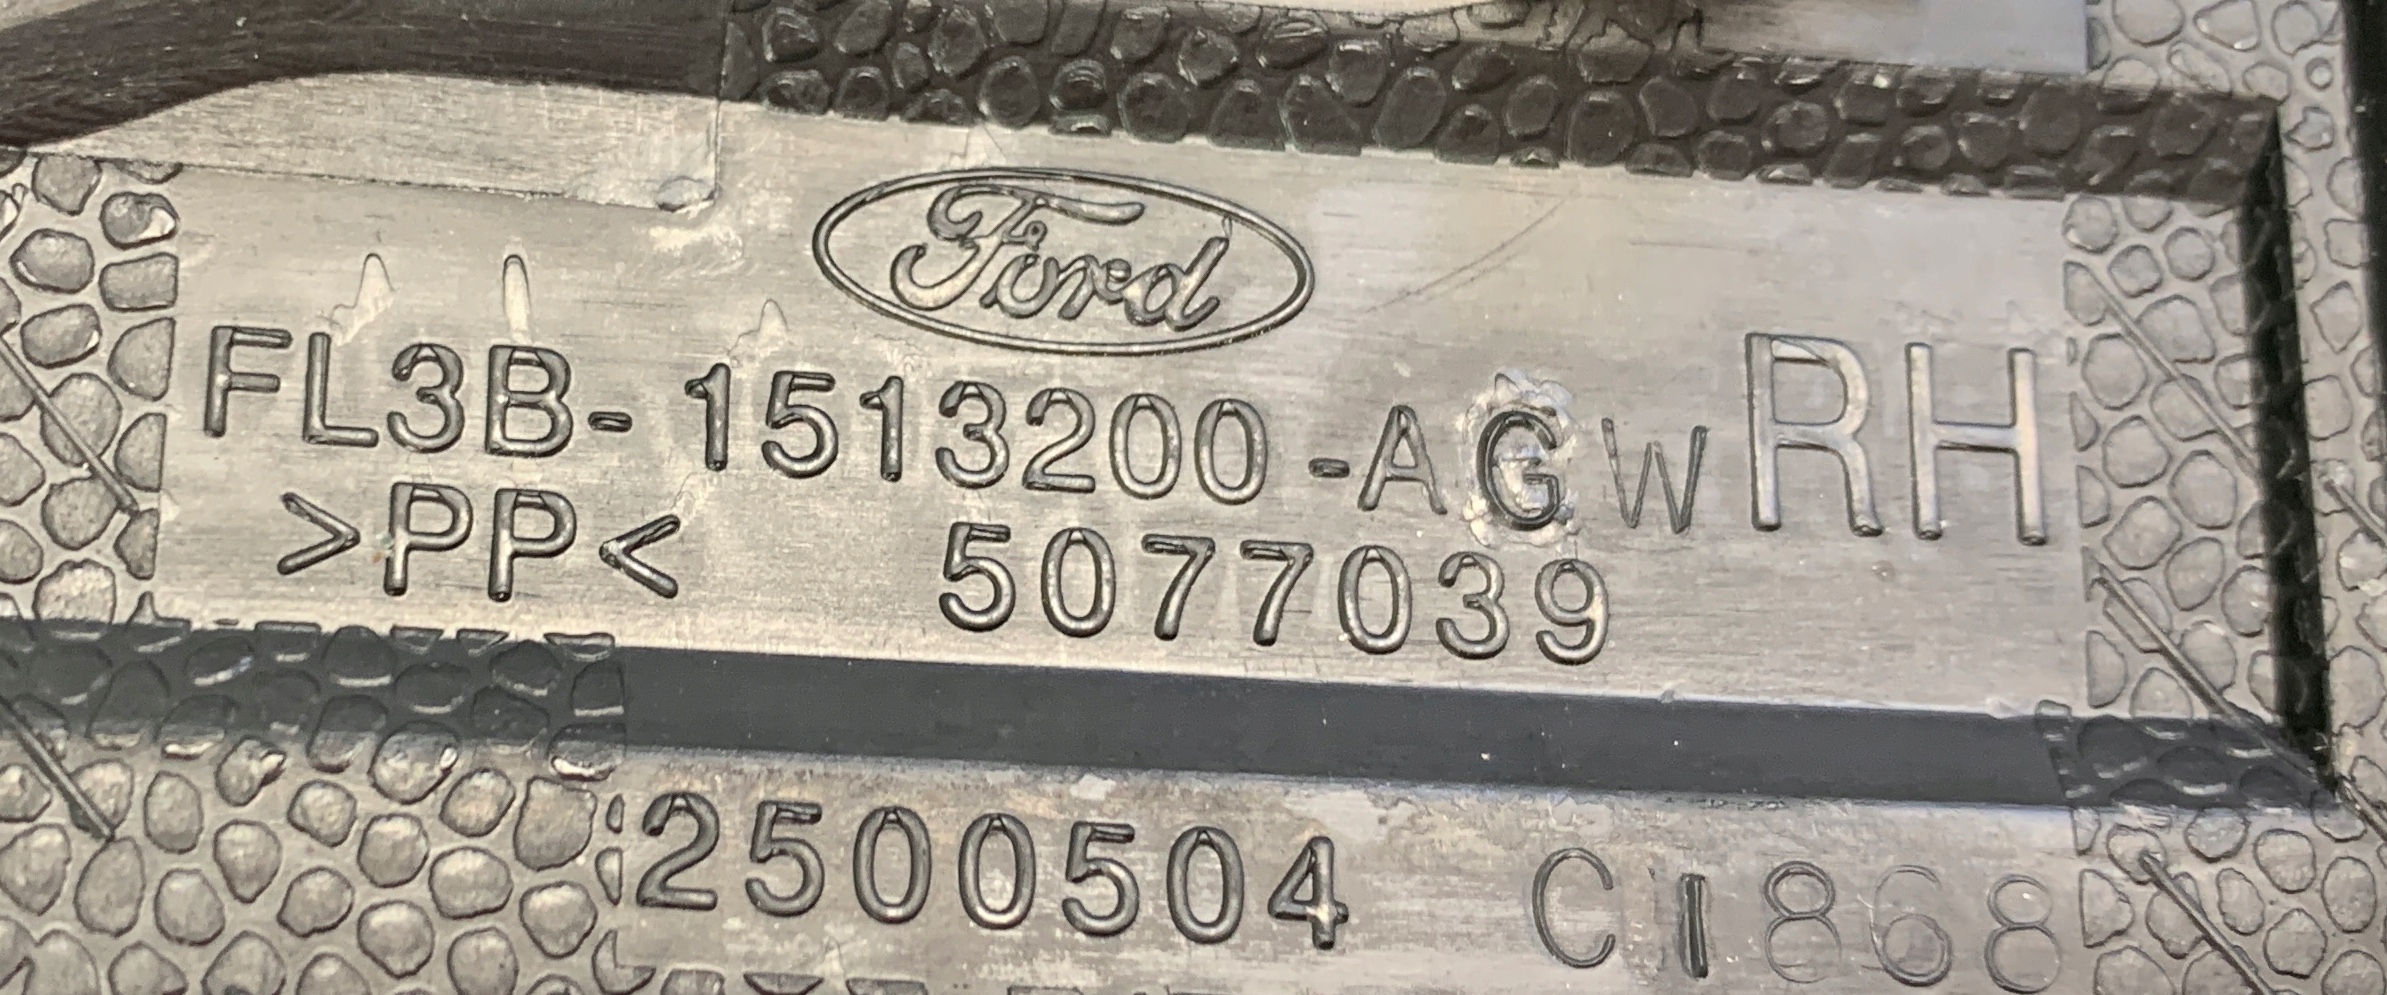 Ford
FL3B-1513200-AGW RH
>PP< 5077039
2500504 C1868